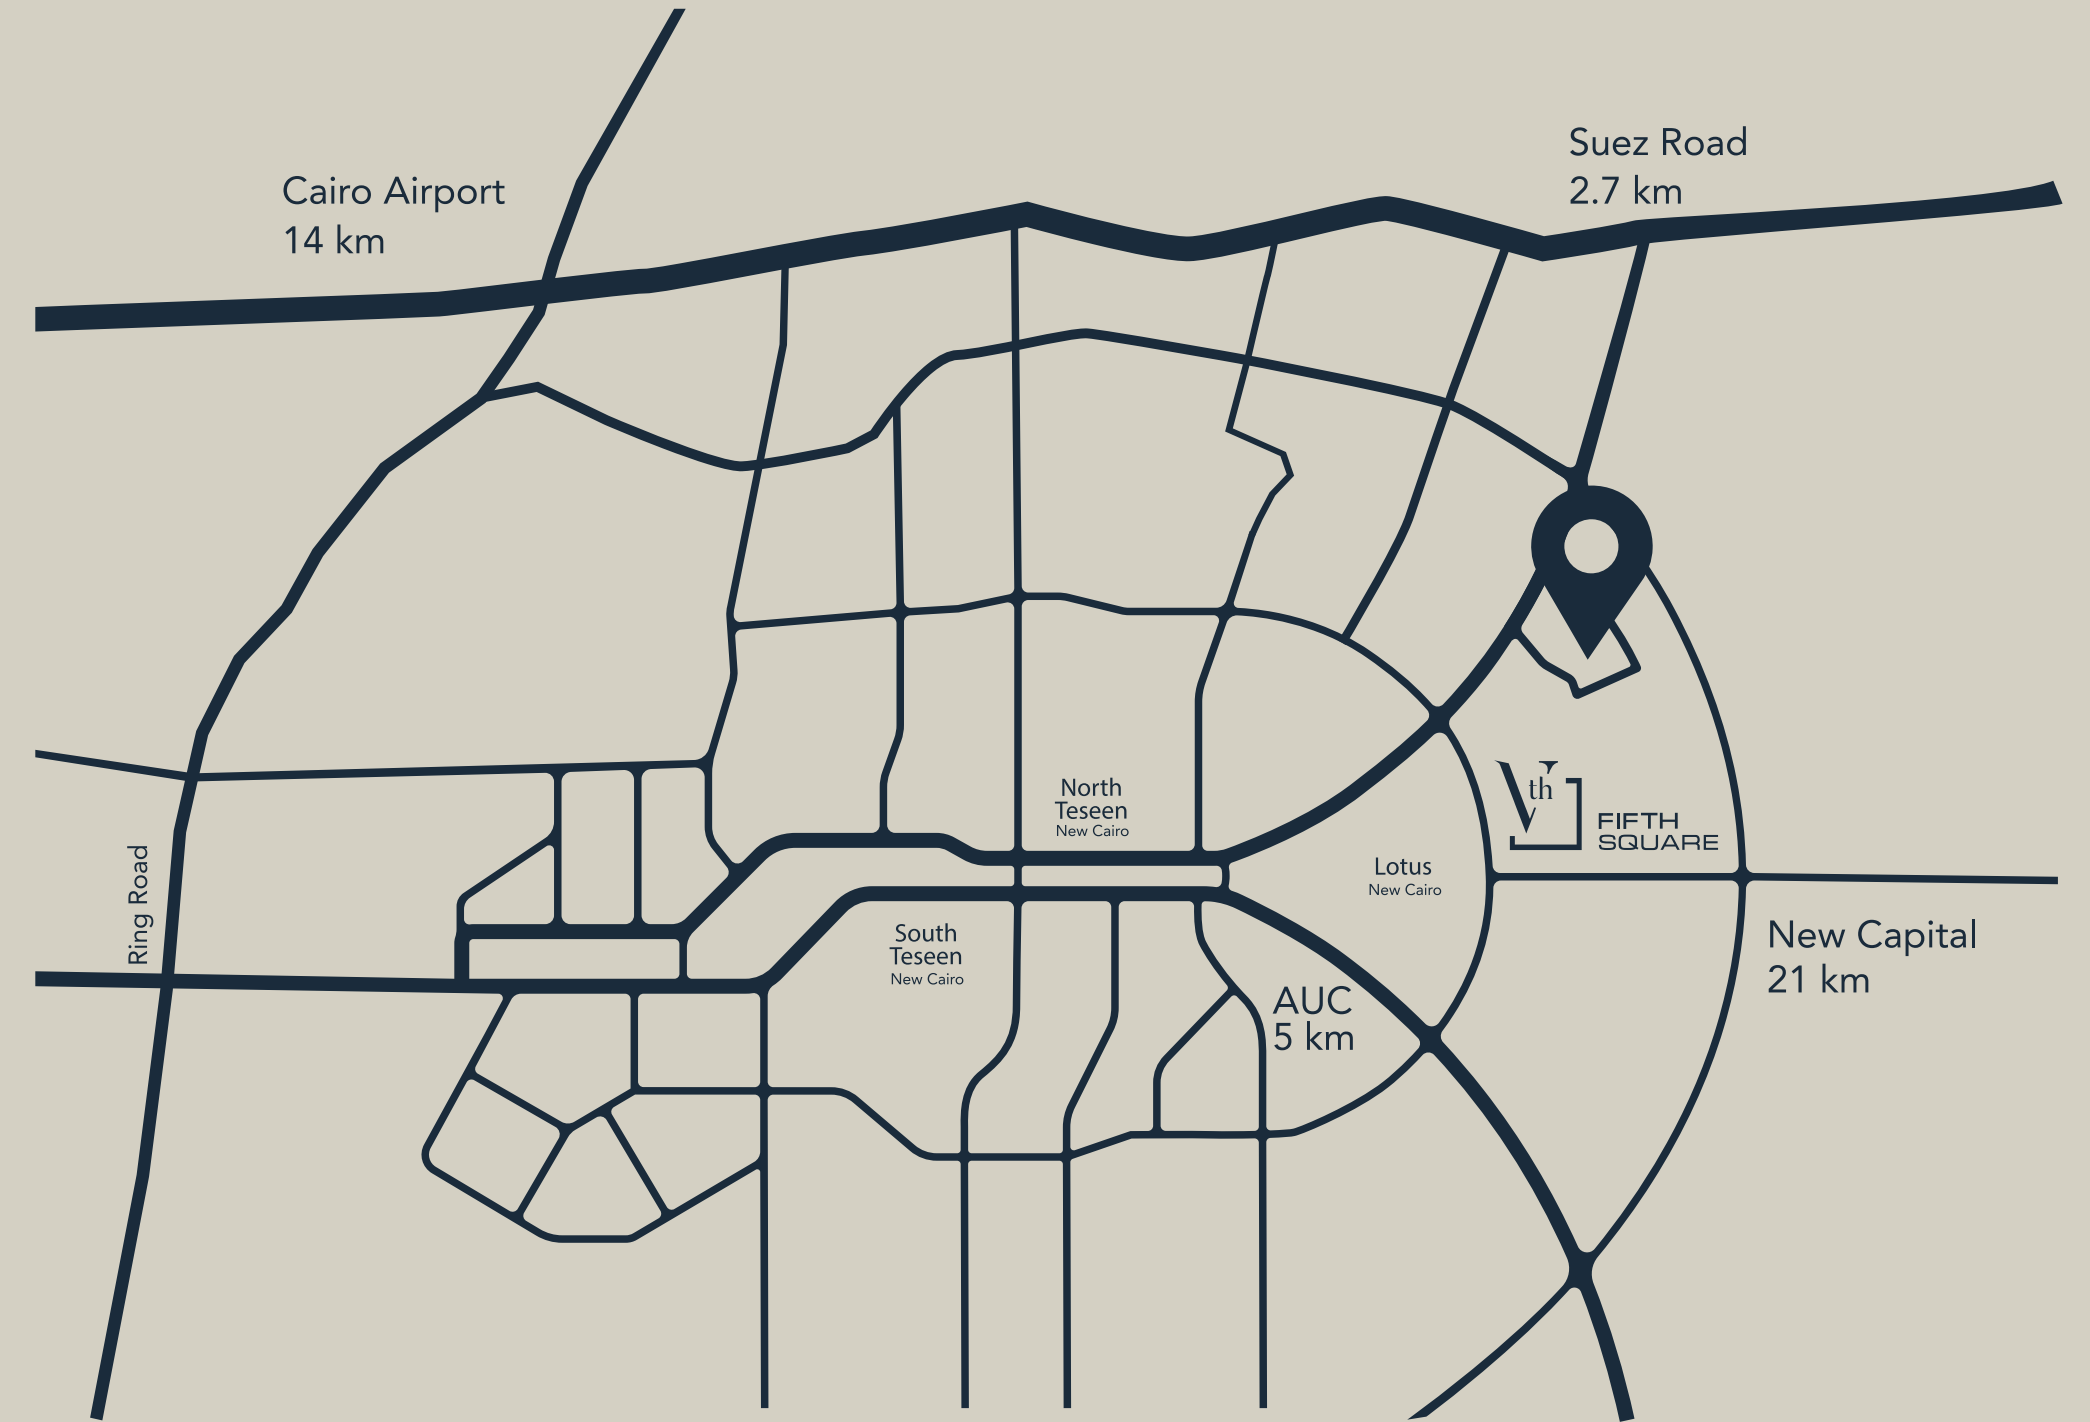 Suez Road
2.7 km
Cairo Airport
14 km
North
Teseen
New Cairo
Vth
FIFTH
SQUARE
Lotus
New Cairo
Ring Road
South
Teseen
New Cairo
New Capital
21 km
AUC
5 km